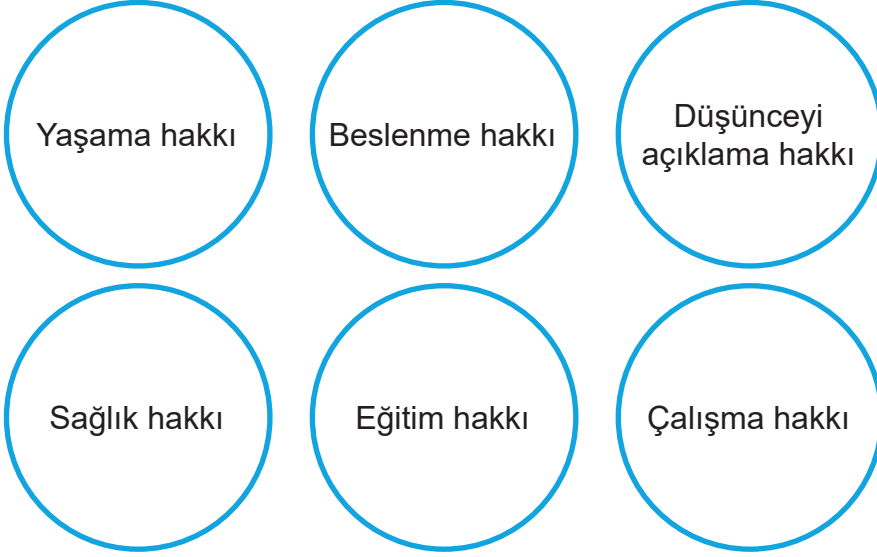 Yaşama hakkı
Beslenme hakkı
Düşünceyi
açıklama hakkı
Sağlık hakkı
Eğitim hakkı
Çalışma hakkı